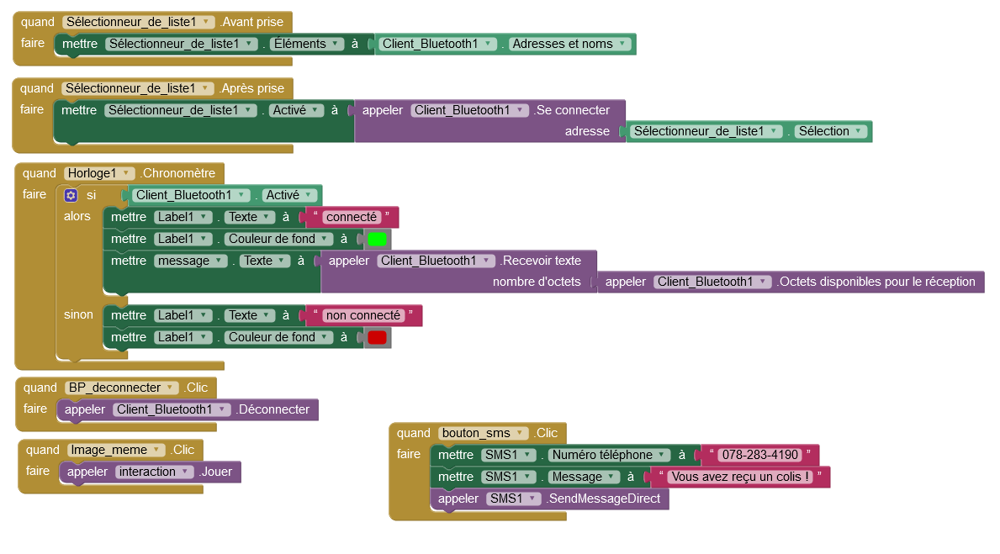 quand Sélectionneur_de_liste1 .Avant prise
faire mettre Sélectionneur_de_liste1 . Éléments à Client_Bluetooth1 . Adresses et noms
quand Sélectionneur_de_liste1 .Après prise
faire mettre Sélectionneur_de_liste1 . Activé à appeler Client_Bluetooth1 .Se connecter
adresse Sélectionneur_de_liste1 . Sélection
quand Horloge1 .Chronomètre
faire si Client_Bluetooth1 . Activé
alors mettre Label1 . Texte à " connecté "
mettre Label1 . Couleur de fond à
mettre message . Texte à appeler Client_Bluetooth1 .Recevoir texte
nombre d'octets appeler Client_Bluetooth1 .Octets disponibles pour le réception
sinon mettre Label1 . Texte à " non connecté "
mettre Label1 . Couleur de fond à
quand BP_deconnecter .Clic
faire appeler Client_Bluetooth1 .Déconnecter
quand Image_meme .Clic
faire appeler interaction .Jouer
quand bouton_sms .Clic
faire mettre SMS1 . Numéro téléphone à " 078-283-4190 "
mettre SMS1 . Message à " Vous avez reçu un colis ! "
appeler SMS1 .SendMessageDirect